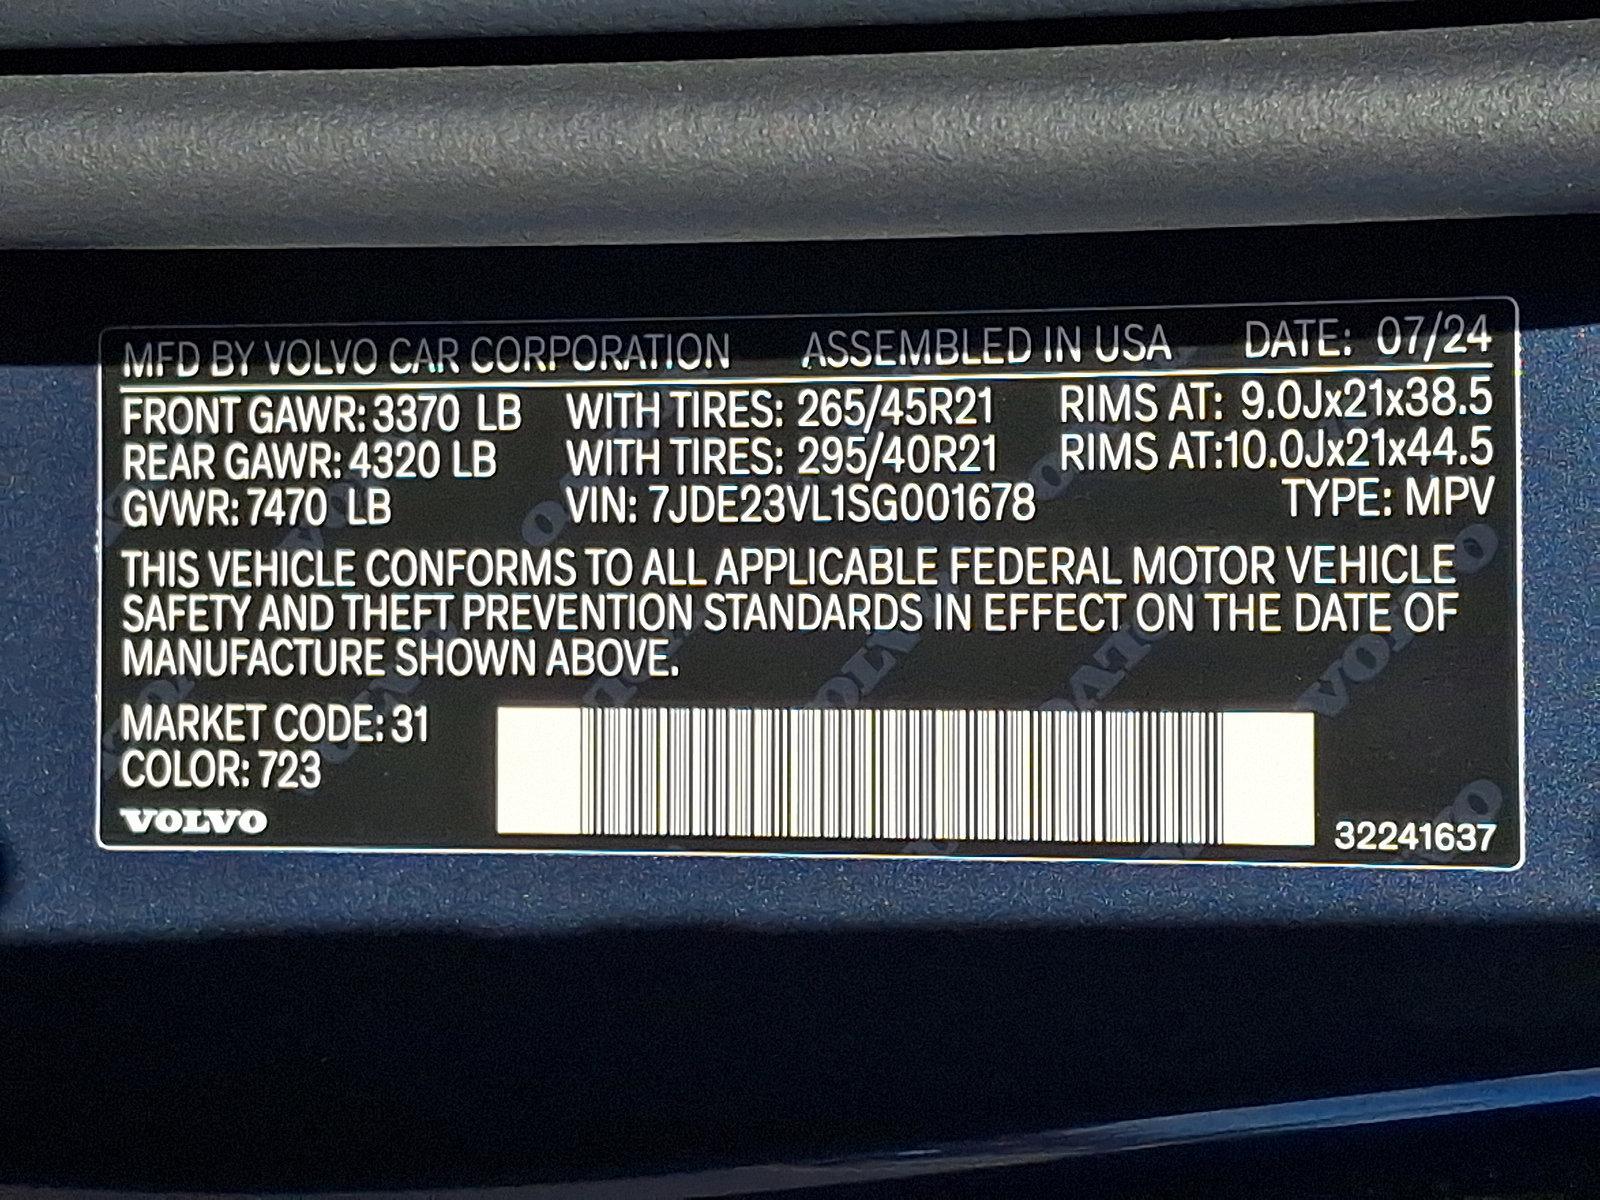 MFD BY VOLVO CAR CORPORATION ASSEMBLED IN USA DATE: 07/24
FRONT GAWR: 3370 LB WITH TIRES: 265/45R21 RIMS AT: 9.0Jx21x38.5
REAR GAWR: 4320 LB WITH TIRES: 295/40R21 RIMS AT:10.0Jx21x44.5
GVWR: 7470 LB VIN: 7JDE23VL1SG001678 TYPE: MPV
THIS VEHICLE CONFORMS TO ALL APPLICABLE FEDERAL MOTOR VEHICLE
SAFETY AND THEFT PREVENTION STANDARDS IN EFFECT ON THE DATE OF
MANUFACTURE SHOWN ABOVE.
MARKET CODE: 31
COLOR: 723
VOLVO
32241637